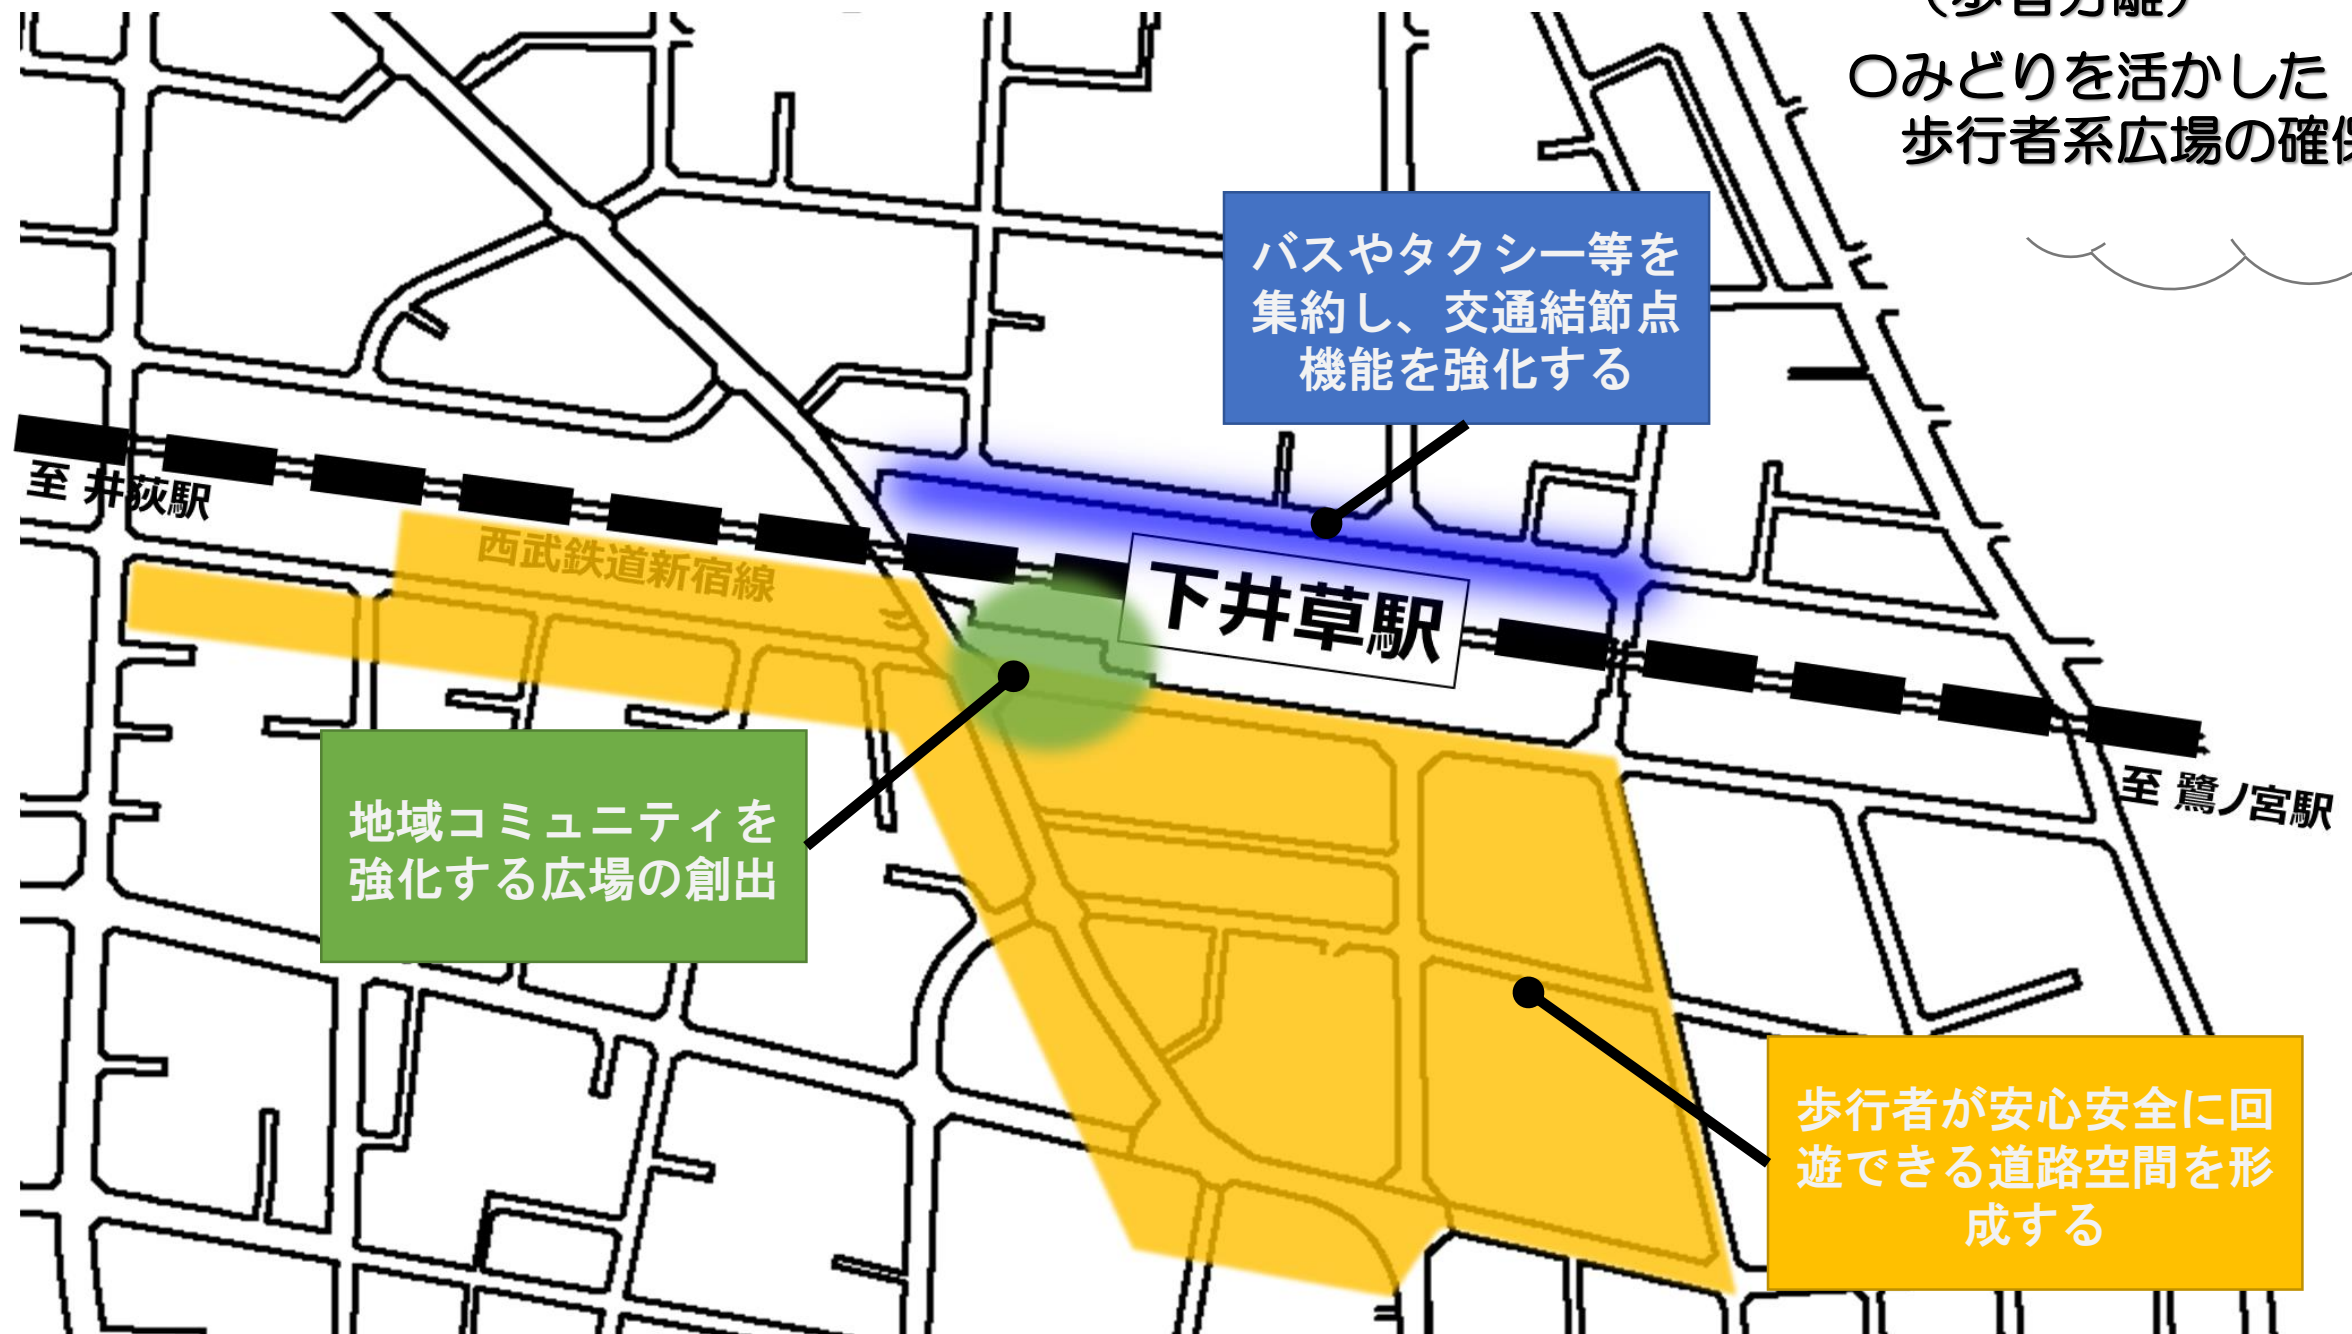 〇みどりを活かした
歩行者系広場の確
バスやタクシー等を
集約し、交通結節点
機能を強化する
至 井荻駅
西武鉄道新宿線
下井草駅
至 鷺ノ宮駅
地域コミュニティを
強化する広場の創出
歩行者が安心安全に回
遊できる道路空間を形
成する